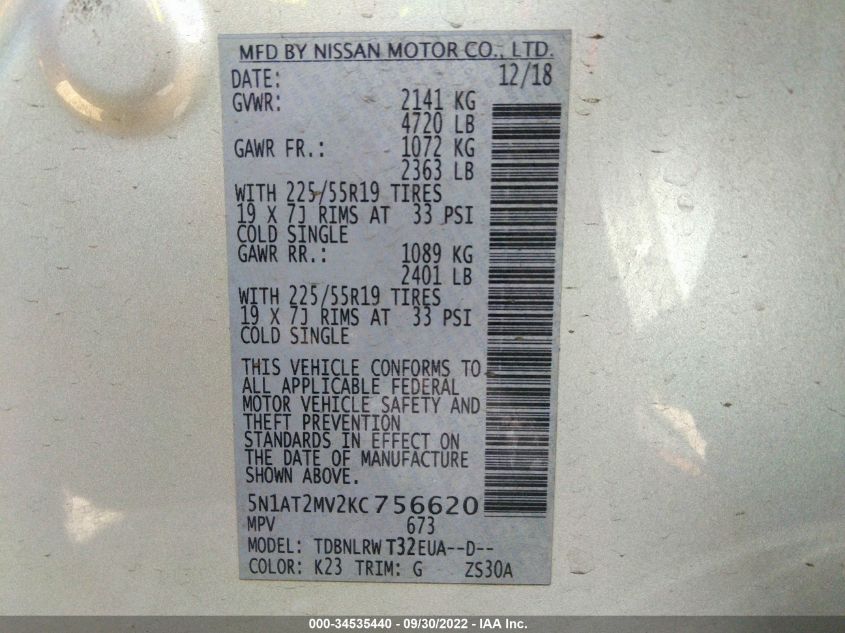 MFD BY NISSAN MOTOR CO., LTD.
DATE: 12/18
GVWR: 2141 KG
4720 LB
GAWR FR.: 1072 KG
2363 LB
WITH 225/55R19 TIRES
19 X 7J RIMS AT 33 PSI
COLD SINGLE
GAWR RR.: 1089 KG
2401 LB
WITH 225/55R19 TIRES
19 X 7J RIMS AT 33 PSI
COLD SINGLE
THIS VEHICLE CONFORMS TO
ALL APPLICABLE FEDERAL
MOTOR VEHICLE SAFETY AND
THEFT PREVENTION
STANDARDS IN EFFECT ON
THE DATE OF MANUFACTURE
SHOWN ABOVE.
5N1AT2MV2KC756620
MPV 673
MODEL: TDBNLRW T32EUA--D--
COLOR: K23 TRIM: G ZS30A
000-34535440 - 09/30/2022 - IAA Inc.